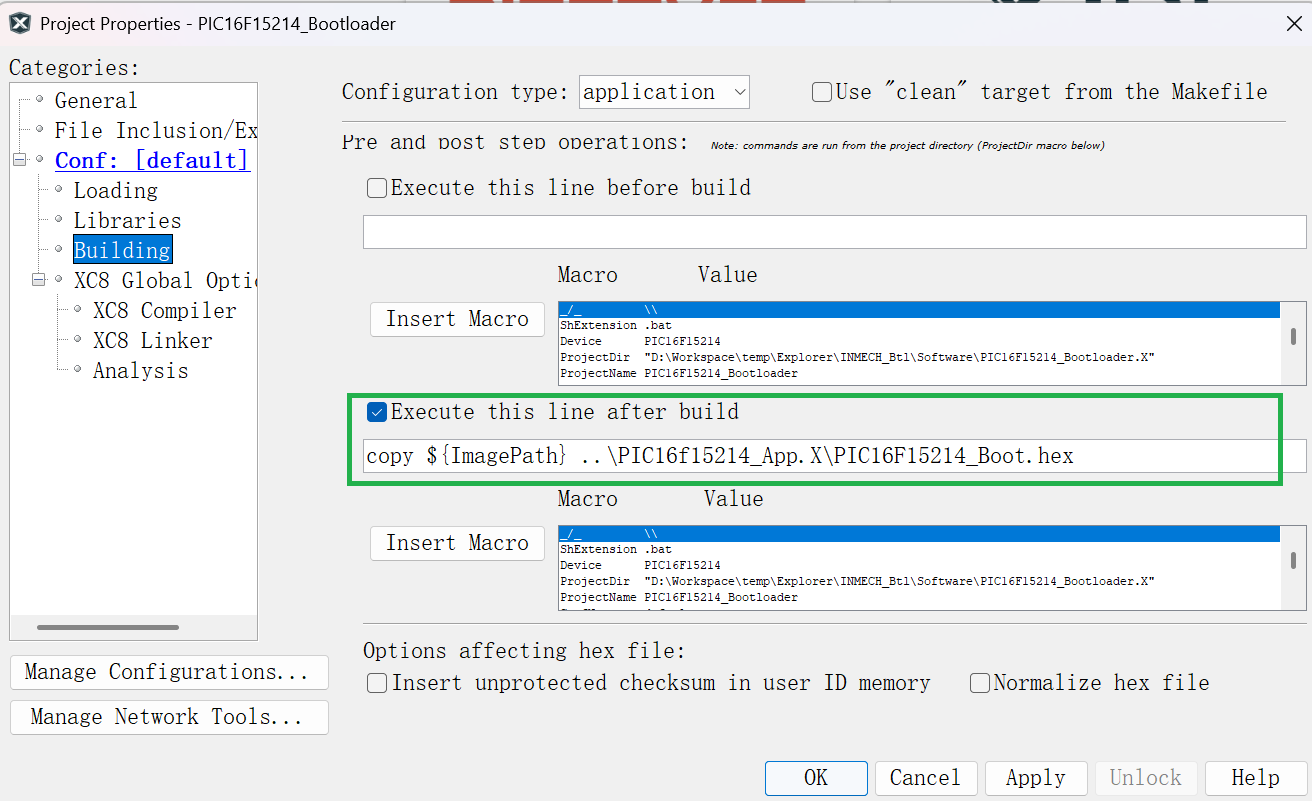 Project Properties - PIC16F15214_Bootloader
Categories:
General
File Inclusion/Ex
Conf: [default]
Loading
Libraries
Building
XC8 Global Optio
XC8 Compiler
XC8 Linker
Analysis
Manage Configurations...
Manage Network Tools...
Configuration type: application
Use "clean" target from the Makefile
Pre and post step operations: Note: commands are run from the project directory (ProjectDir macro below)
Execute this line before build
Macro Value
Insert Macro
_/_ \\
ShExtension .bat
Device PIC16F15214
ProjectDir "D:\Workspace\temp\Explorer\INMECH_Btl\Software\PIC16F15214_Bootloader.X"
ProjectName PIC16F15214_Bootloader
Execute this line after build
copy ${ImagePath} ..\PIC16f15214_App.X\PIC16F15214_Boot.hex
Macro Value
Insert Macro
_/_ \\
ShExtension .bat
Device PIC16F15214
ProjectDir "D:\Workspace\temp\Explorer\INMECH_Btl\Software\PIC16F15214_Bootloader.X"
ProjectName PIC16F15214_Bootloader
Options affecting hex file:
Insert unprotected checksum in user ID memory Normalize hex file
OK Cancel Apply Unlock Help